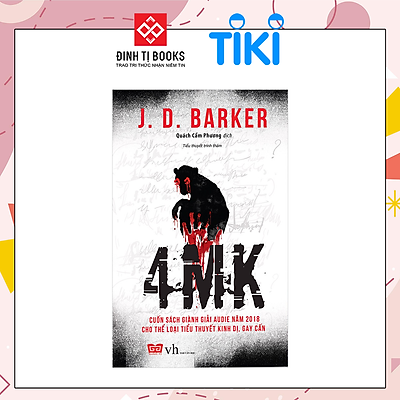 ĐINH TỊ BOOKS
TRAO TRI THỨC NHẬN NIỀM TIN
TIKI
J. D. BARKER
Quách Cẩm Phương dịch
Tiểu thuyết trinh thám
4MK
CUỐN SÁCH GIÀNH GIẢI AUDIE NĂM 2018
CHO THỂ LOẠI TIỂU THUYẾT KINH DỊ, GAY CẤN
vh